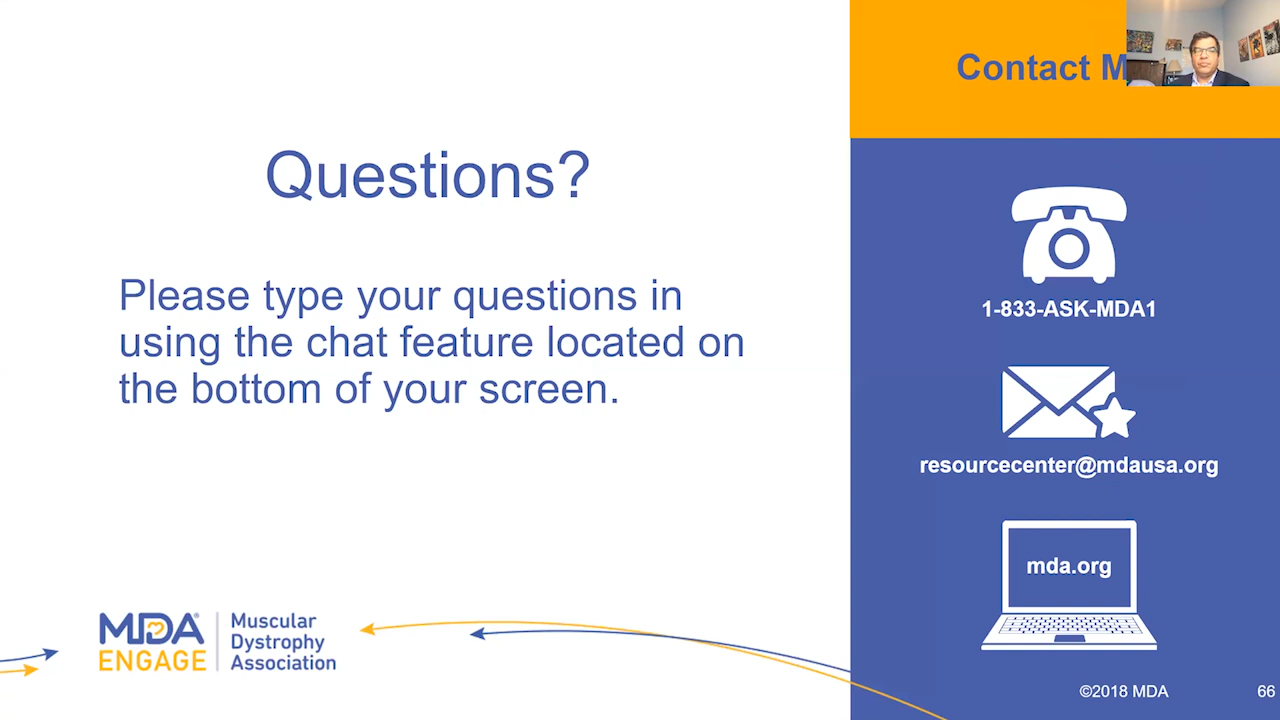 Questions?
Please type your questions in
using the chat feature located on
the bottom of your screen.
MDA®
ENGAGE
Muscular
Dystrophy
Association
Contact M
1-833-ASK-MDA1
resourcecenter@mdausa.org
mda.org
©2018 MDA
66